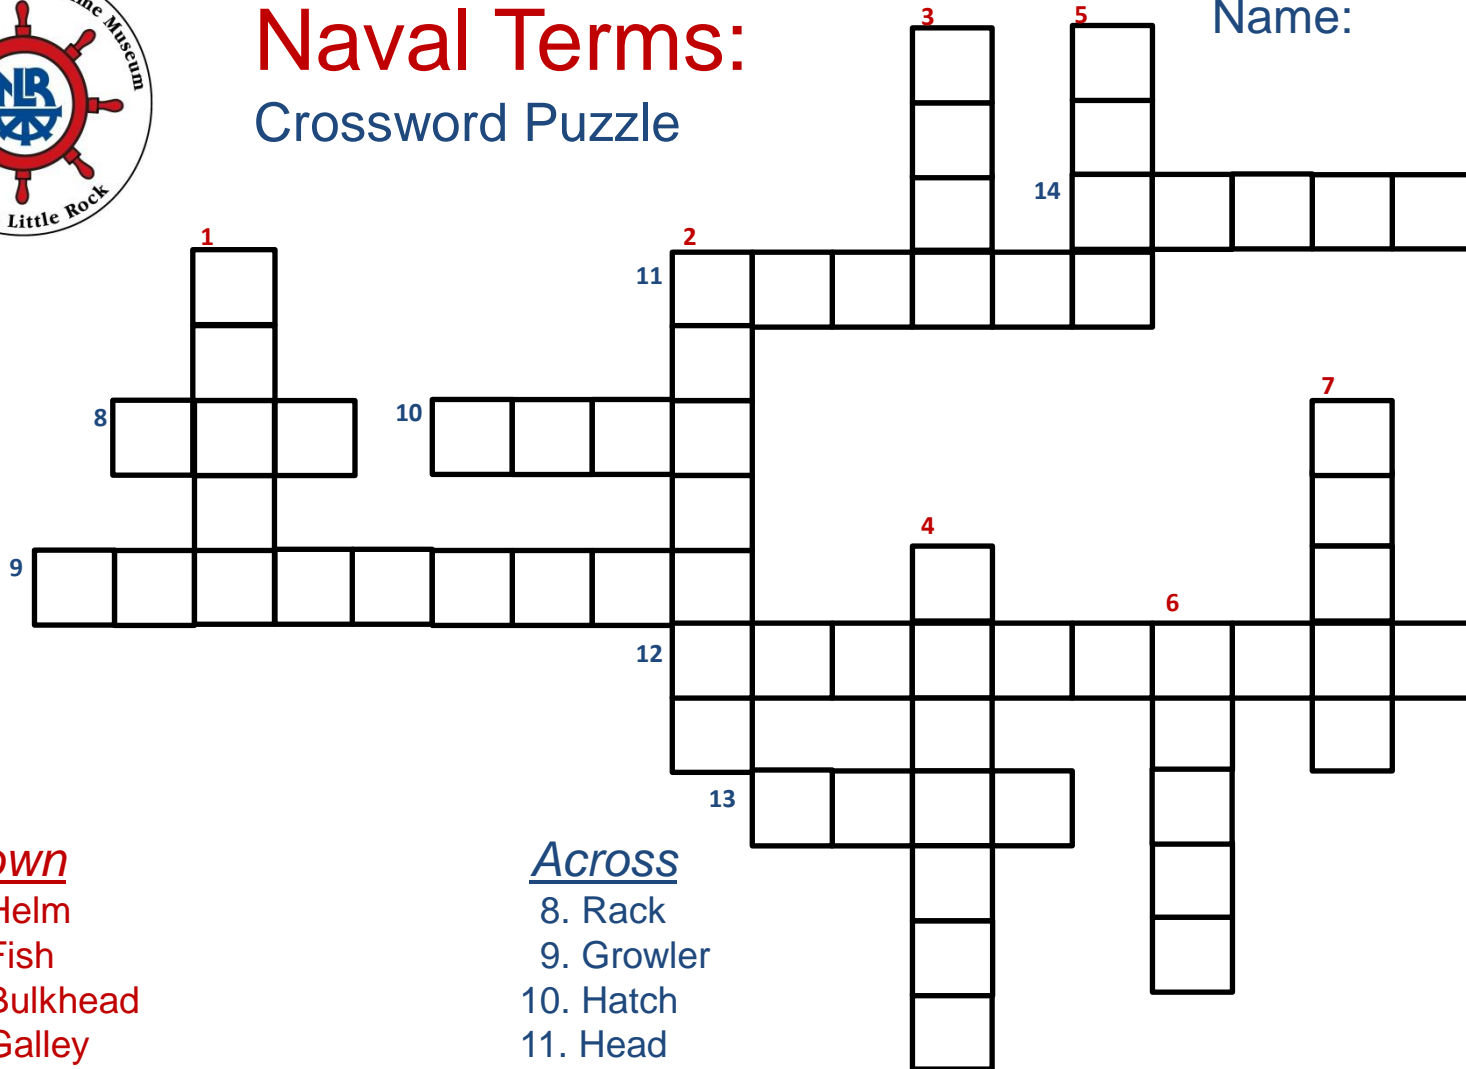 Museum
Little Rock
NLR
Naval Terms:
Crossword Puzzle
Name:
3
5
14
1
2
11
7
8
10
4
9
6
12
13
Helm
Fish
Bulkhead
Galley
Across
8. Rack
9. Growler
10. Hatch
11. Head